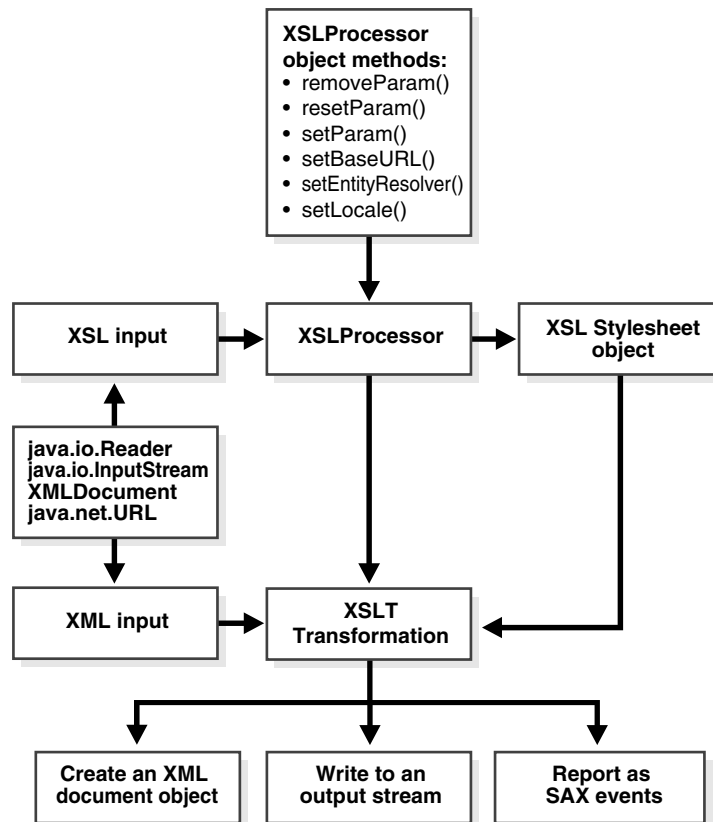 XSLProcessor
object methods:
• removeParam()
• resetParam()
• setParam()
• setBaseURL()
• setEntityResolver()
• setLocale()
XSL input
XSLProcessor
XSL Stylesheet
object
java.io.Reader
java.io.InputStream
XMLDocument
java.net.URL
XML input
XSLT
Transformation
Create an XML
document object
Write to an
output stream
Report as
SAX events